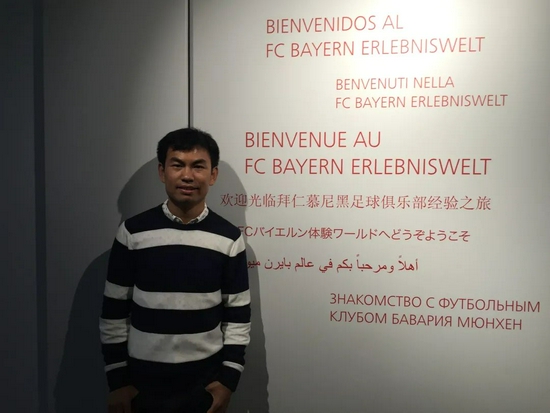 BIENVENIDOS AL
FC BAYERN ERLEBNISWELT
BENVENUTI NELLA
FC BAYERN ERLEBNISWELT
BIENVENUE AU
FC BAYERN ERLEBNISWELT
欢迎光临拜仁慕尼黑足球俱乐部经验之旅
FCバイエルン体験ワールドへどうぞようこそ
أهلاً ومرحباً بكم في عالم بايرن
ЗНАКОМСТВО С ФУТБОЛЬНЫМ
КЛУБОМ БАВАРИЯ МЮНХЕН